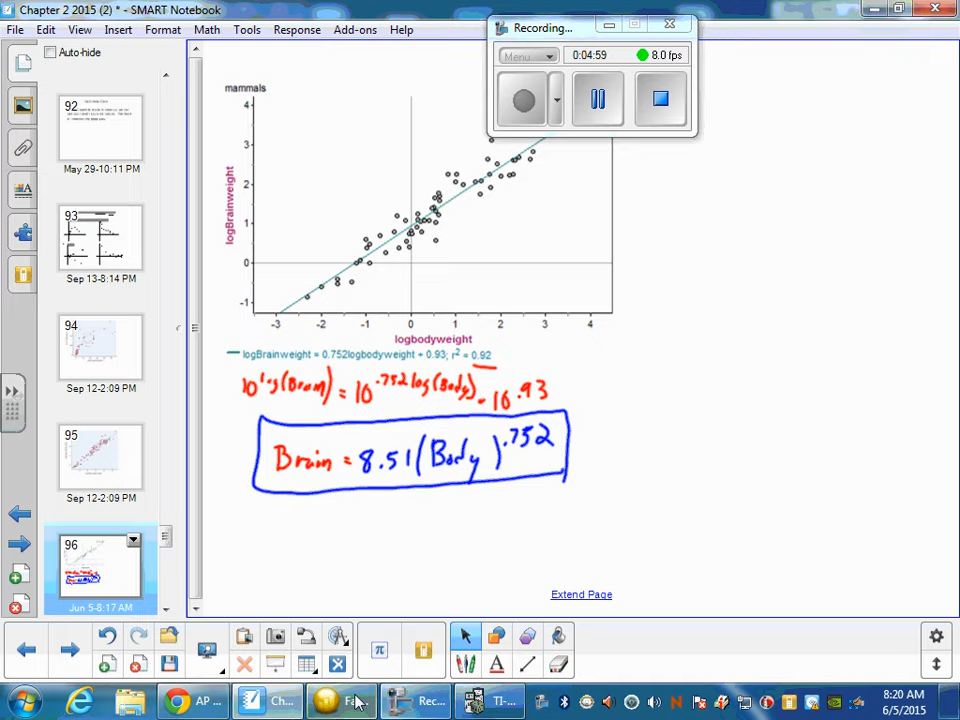 Chapter 2 2015 (2) * - SMART Notebook
File Edit View Insert Format Math Tools Response Add-ons Help
Recording...
Menu 0:04:59 8.0 fps
Auto-hide
92
May 29-10:11 PM
93
Sep 13-8:14 PM
94
Sep 12-2:09 PM
95
Sep 12-2:09 PM
96
Jun 5-8:17 AM
mammals
logBrainweight
4
3
2
1
0
-1
-3 -2 -1 0 1 2 3 4
logbodyweight
logBrainweight = 0.752logbodyweight + 0.93; r² = 0.92
10^log(Brain) = 10^.752 log(Body) · 10^.93
Brain = 8.51(Body)^.752
Extend Page
AP ... Ch... Fa... Rec... TI-...
8:20 AM
6/5/2015